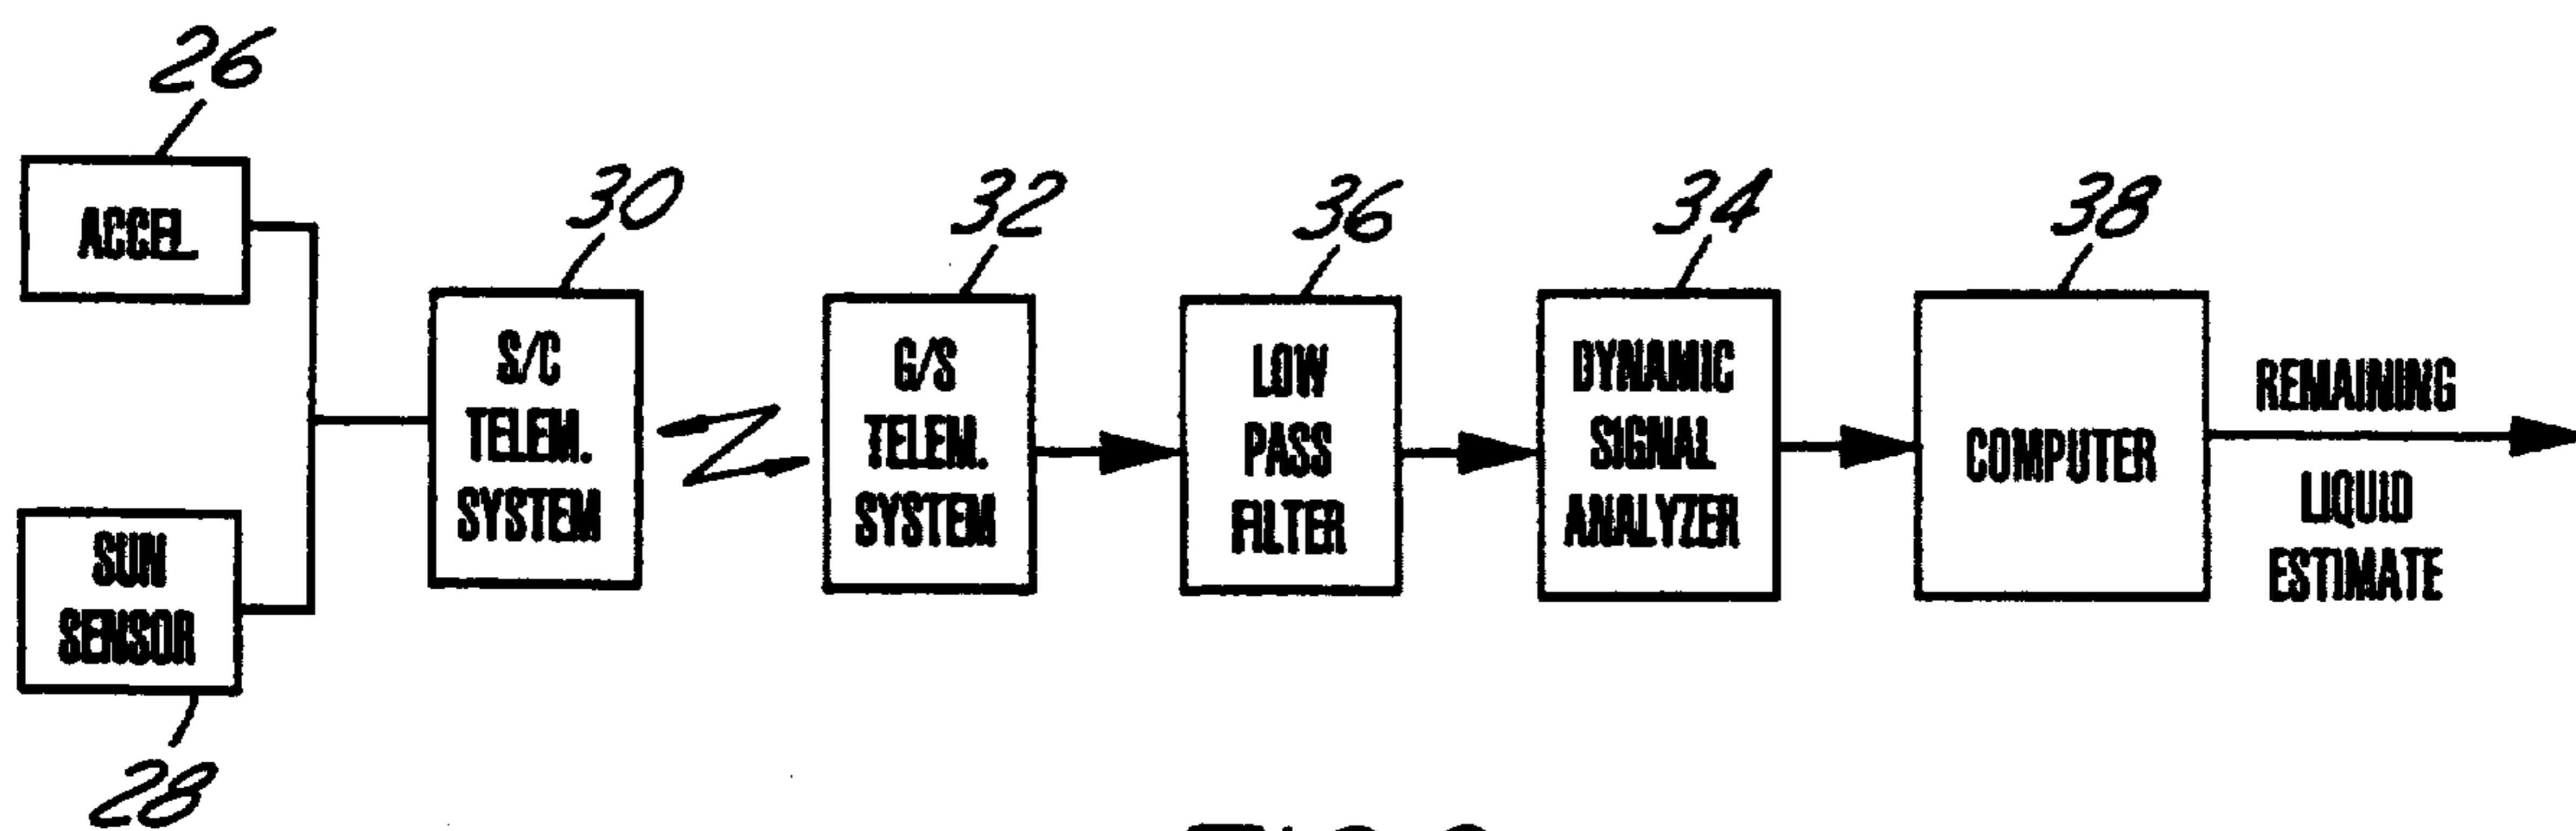 26
ACCEL.
30
32
36
34
38
S/C
TELEM.
SYSTEM
G/S
TELEM.
SYSTEM
LOW
PASS
FILTER
DYNAMIC
SIGNAL
ANALYZER
COMPUTER
REMAINING
LIQUID
ESTIMATE
SUN
SENSOR
28